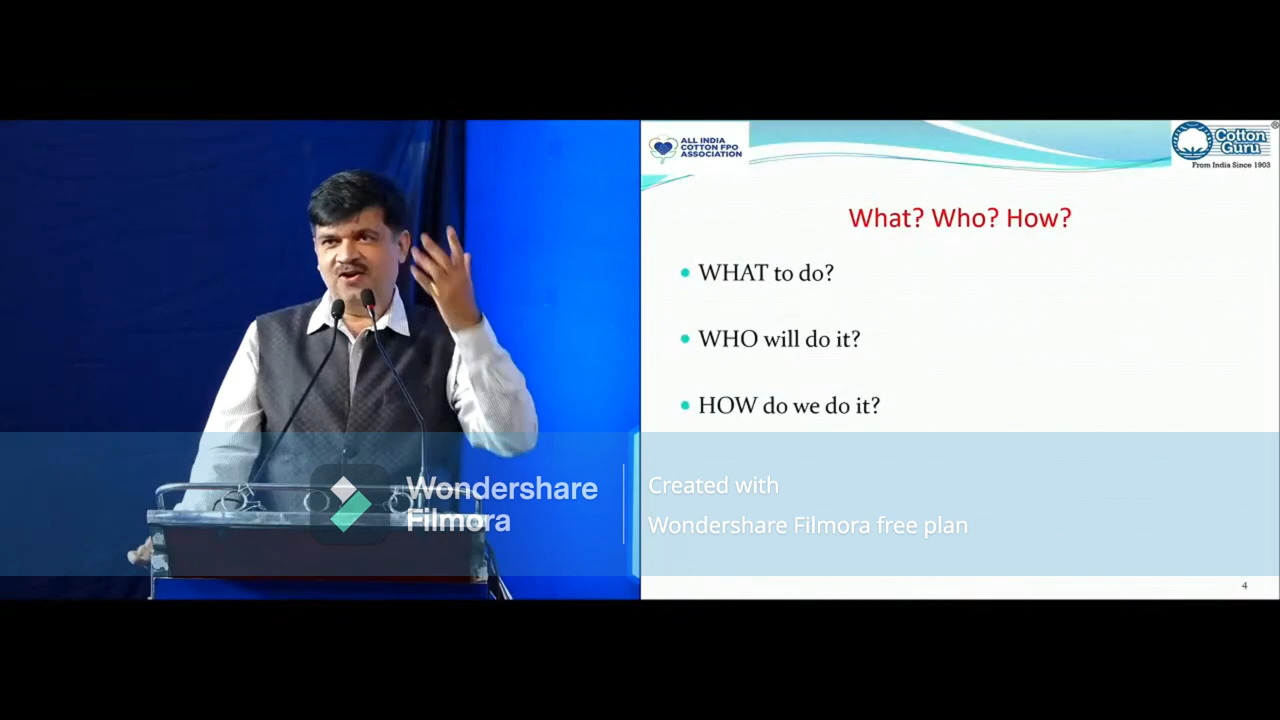 ALL INDIA
COTTON FPO
ASSOCIATION
Cotton
Guru
®
From India Since 1903
What? Who? How?
• WHAT to do?
• WHO will do it?
• HOW do we do it?
Wondershare
Filmora
Created with
Wondershare Filmora free plan
4